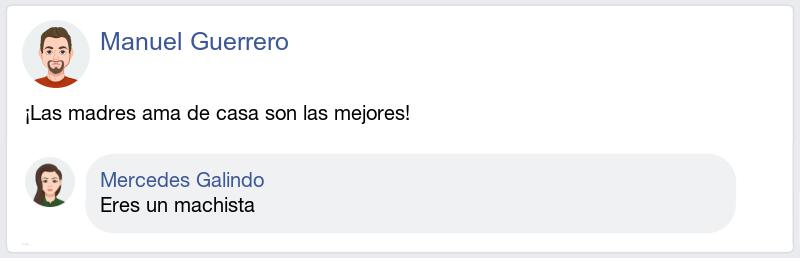 Manuel Guerrero
¡Las madres ama de casa son las mejores!
Mercedes Galindo
Eres un machista